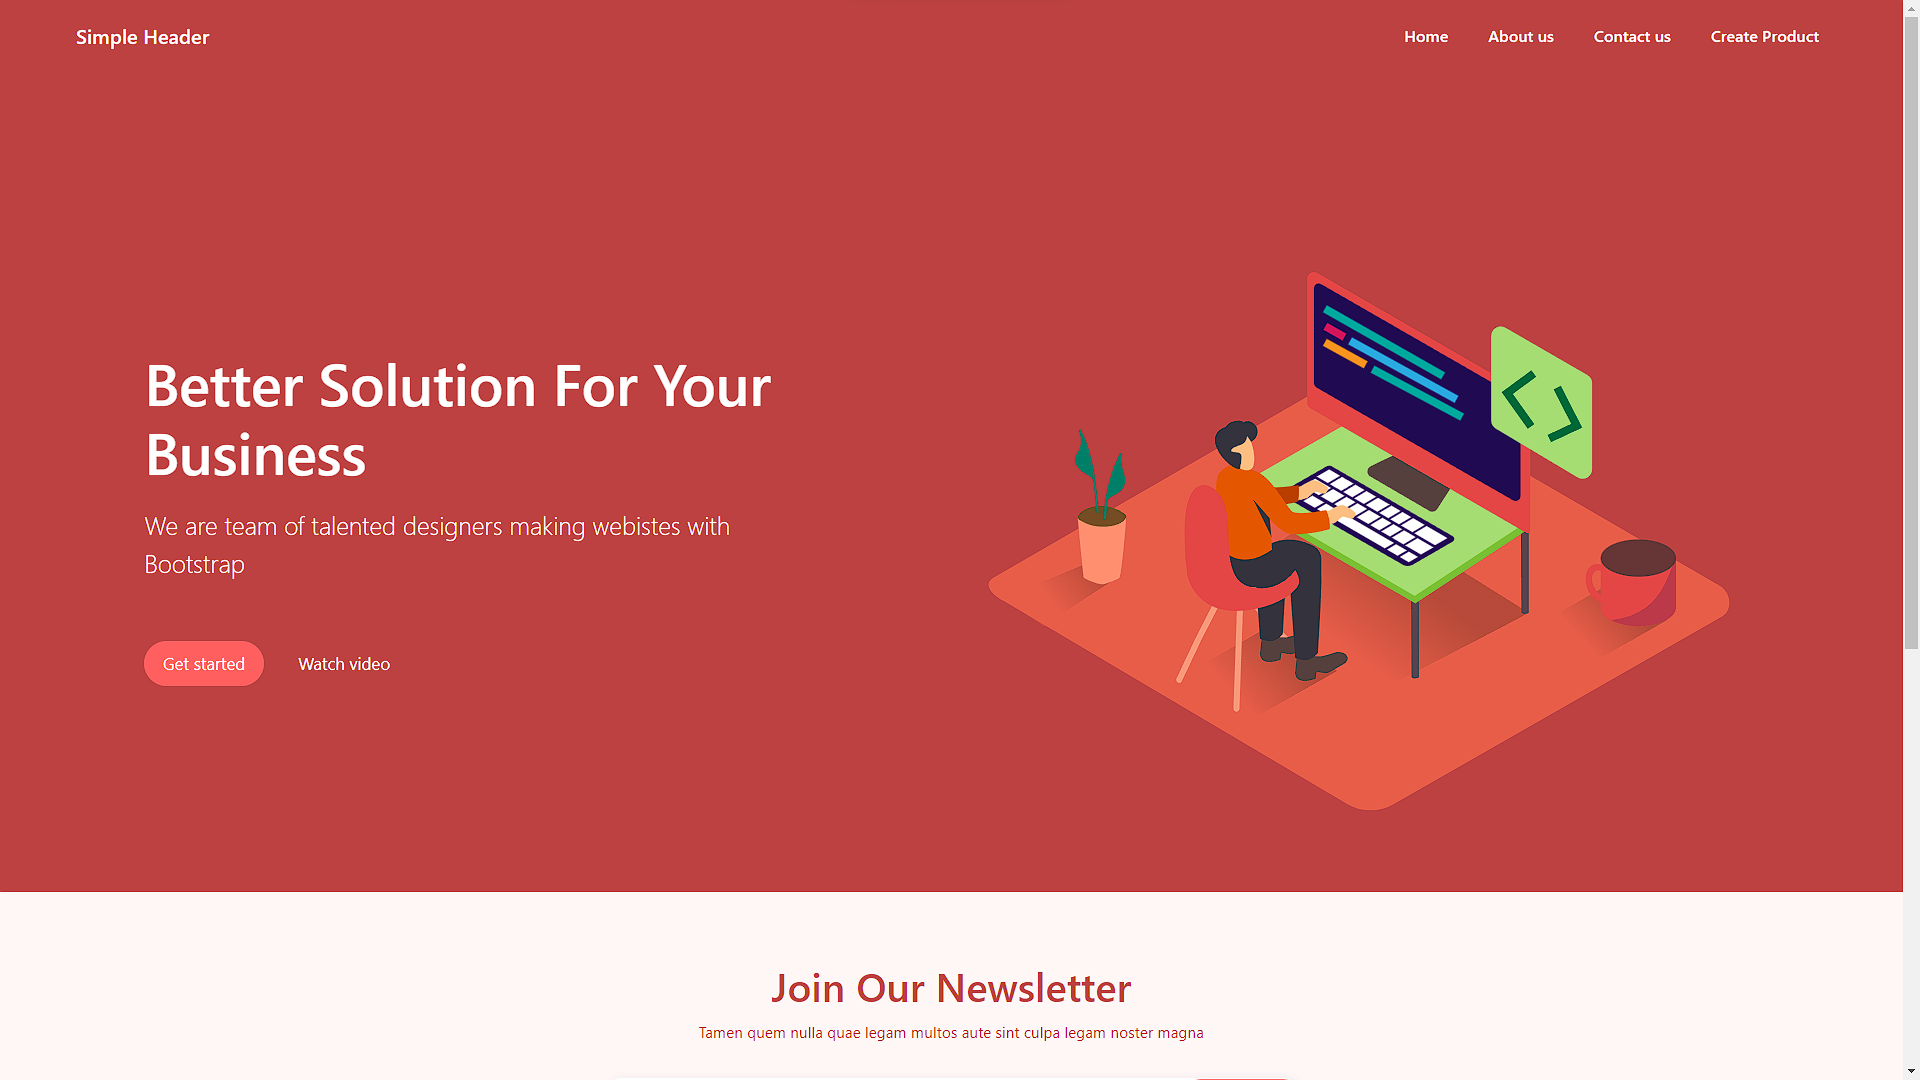 Simple Header
Home
About us
Contact us
Create Product
Better Solution For Your
Business
We are team of talented designers making webistes with
Bootstrap
Get started
Watch video
Join Our Newsletter
Tamen quem nulla quae legam multos aute sint culpa legam noster magna